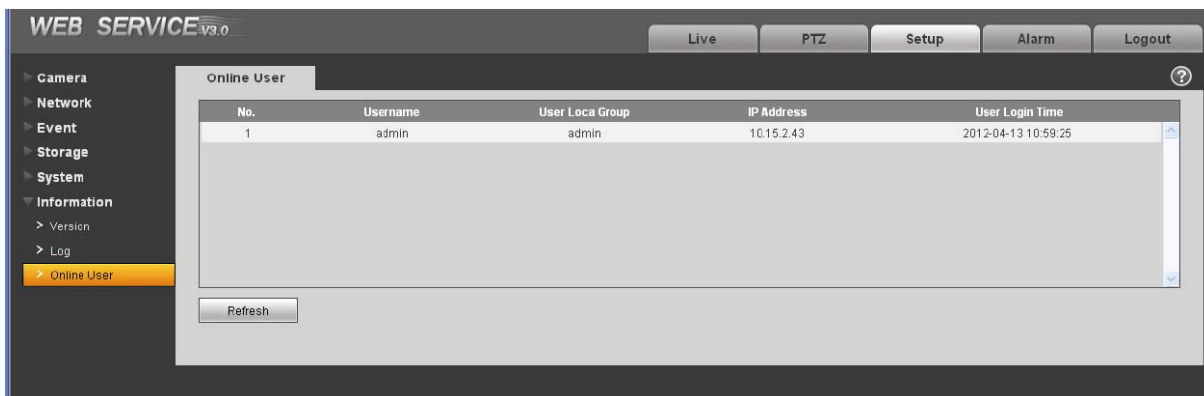 WEB SERVICE V3.0
Live PTZ Setup Alarm Logout
Online User ?
Camera
Network
Event
Storage
System
Information
> Version
> Log
> Online User
No. Username User Loca Group IP Address User Login Time
1 admin admin 10.15.2.43 2012-04-13 10:59:25
Refresh